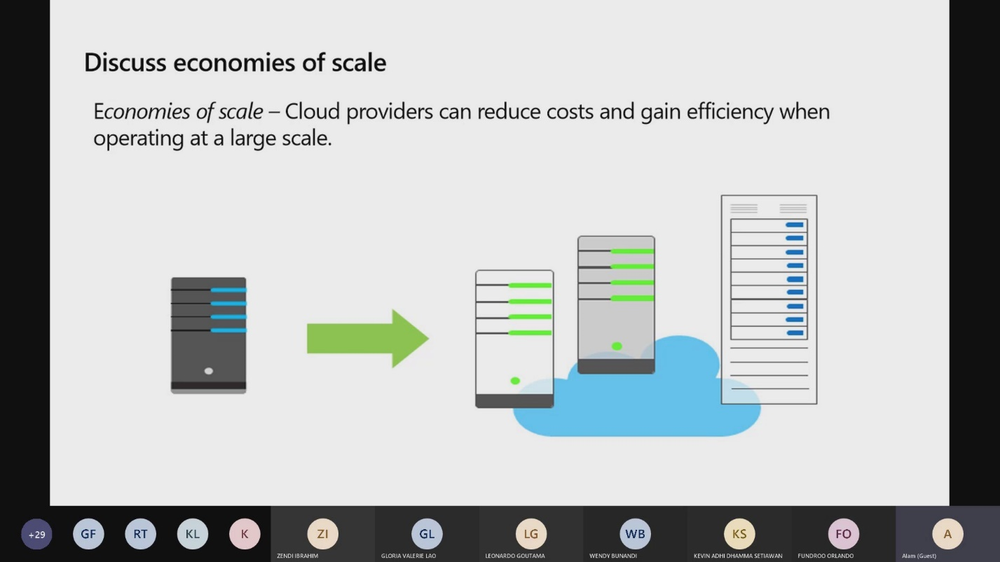 Discuss economies of scale
Economies of scale – Cloud providers can reduce costs and gain efficiency when
operating at a large scale.
+29
GF
RT
KL
K
ZI
ZENDI IBRAHIM
GL
GLORIA VALERIE LAO
LG
LEONARDO GOUTAMA
WB
WENDY BUNANDI
KS
KEVIN ADHI DHAMMA SETIAWAN
FO
FUNDROO ORLANDO
A
Alam (Guest)